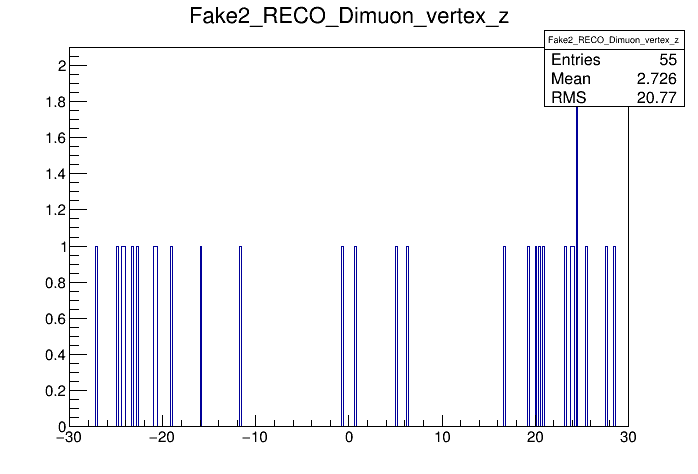 Fake2_RECO_Dimuon_vertex_z
Fake2_RECO_Dimuon_vertex_z
Entries 55
Mean 2.726
RMS 20.77
2
1.8
1.6
1.4
1.2
1
0.8
0.6
0.4
0.2
0
−30 −20 −10 0 10 20 30